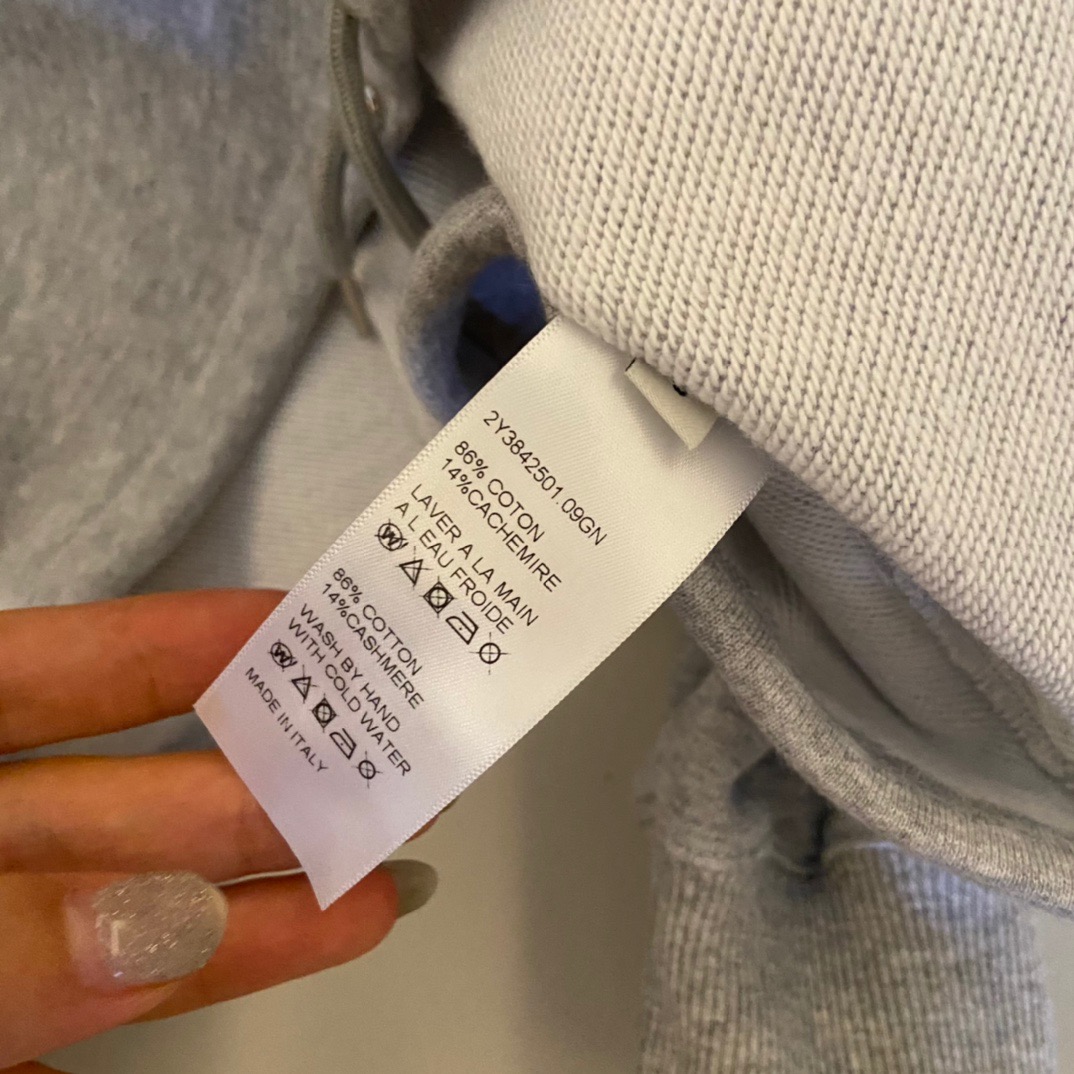 2Y3842501.09GN
86% COTON
14%CACHEMIRE
LAVER A LA MAIN
A L EAU FROIDE
86% COTTON
14%CASHMERE
WASH BY HAND
WITH COLD WATER
MADE IN ITALY